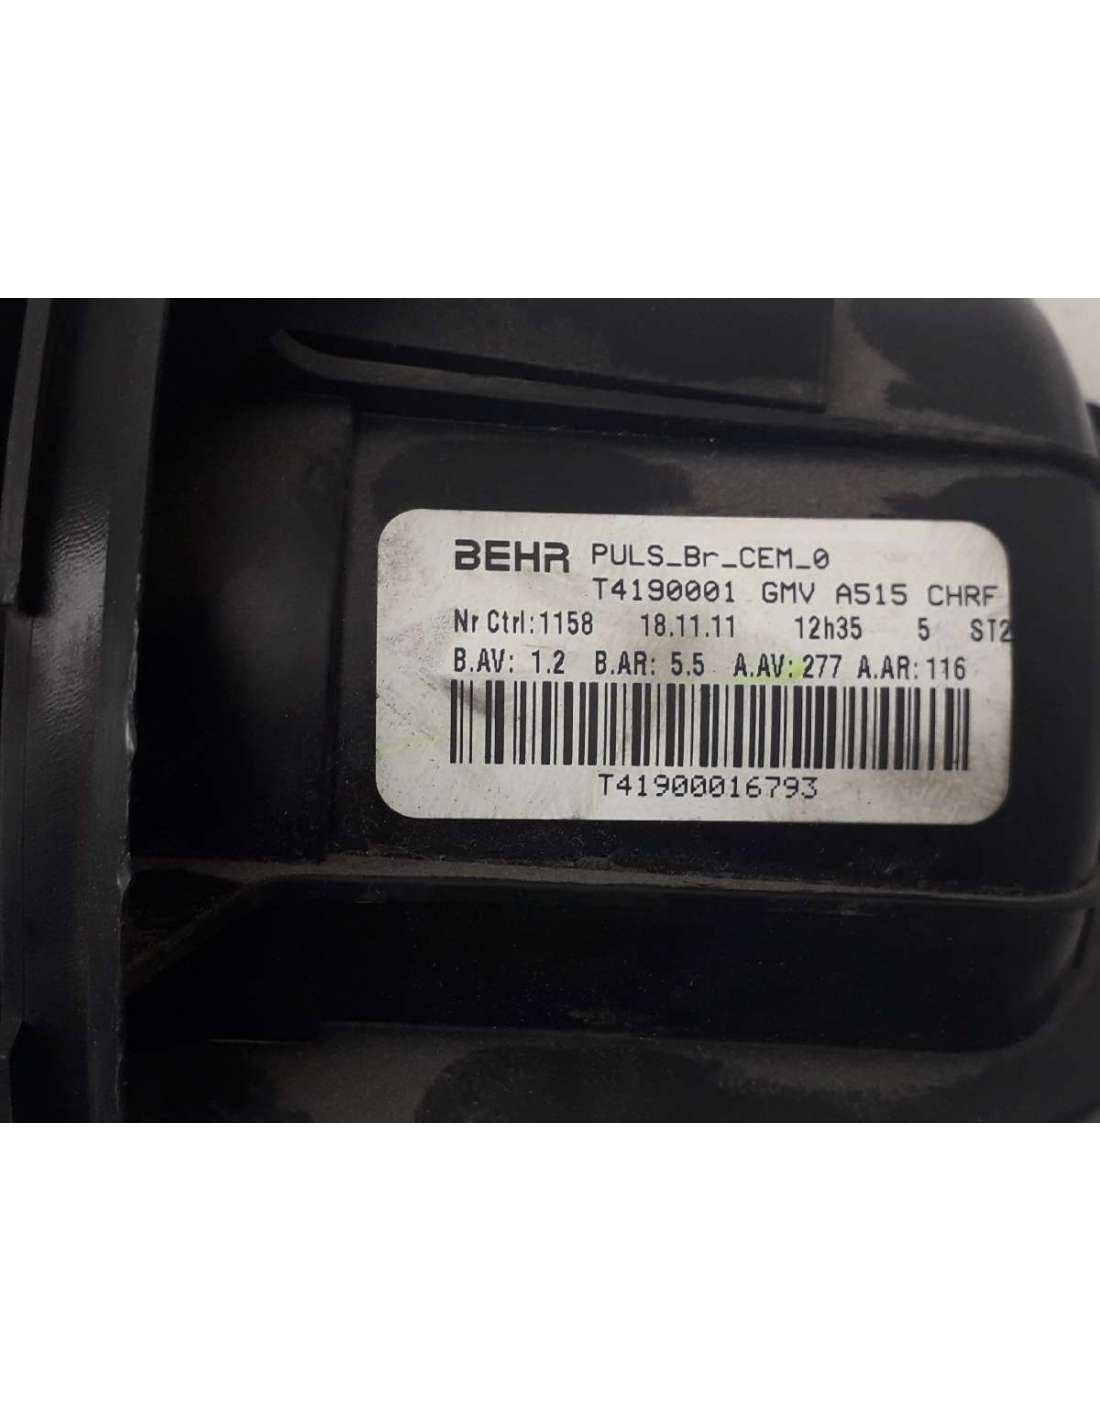 BEHR PULS_Br_CEM_0
T4190001 GMV A515 CHRF
Nr Ctrl:1158 18.11.11 12h35 5 ST2
B.AV: 1.2 B.AR: 5.5 A.AV: 277 A.AR: 116
T41900016793